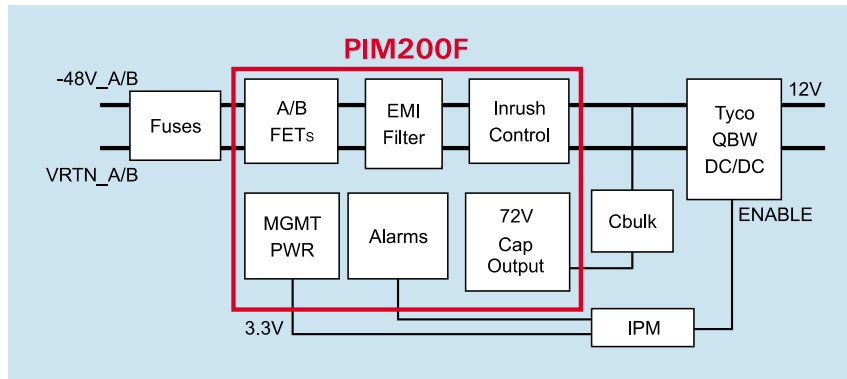 PIM200F
-48V_A/B
12V
Fuses
A/B
FETs
EMI
Filter
Inrush
Control
Tyco
QBW
DC/DC
VRTN_A/B
MGMT
PWR
Alarms
72V
Cap
Output
Cbulk
ENABLE
3.3V
IPM